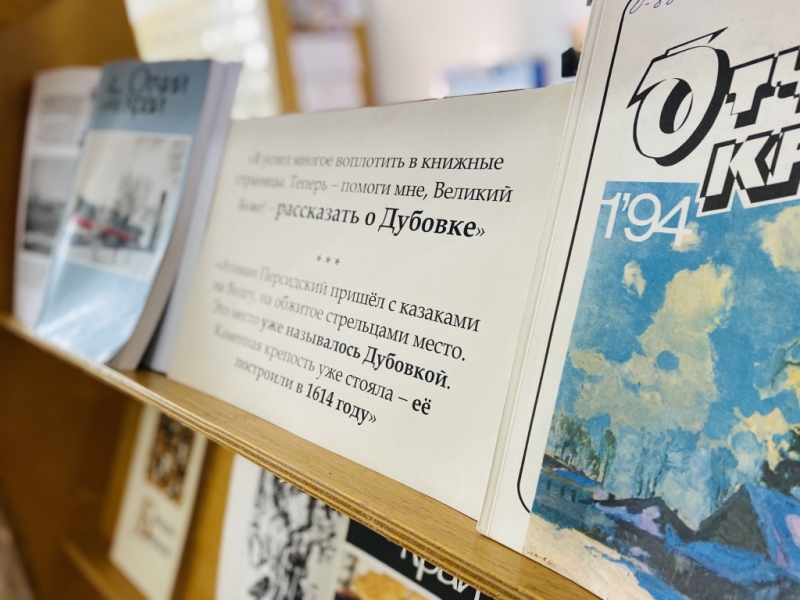 Отчий
край
«Я успел многое воплотить в книжные
страницы. Теперь – помоги мне, Великий
Боже! – рассказать о Дубовке»
***
«Атаман Персидский пришёл с казаками
на Волгу, на обжитое стрельцами место.
Это место уже называлось Дубовкой.
Каменная крепость уже стояла – её
построили в 1614 году»
1'94
край